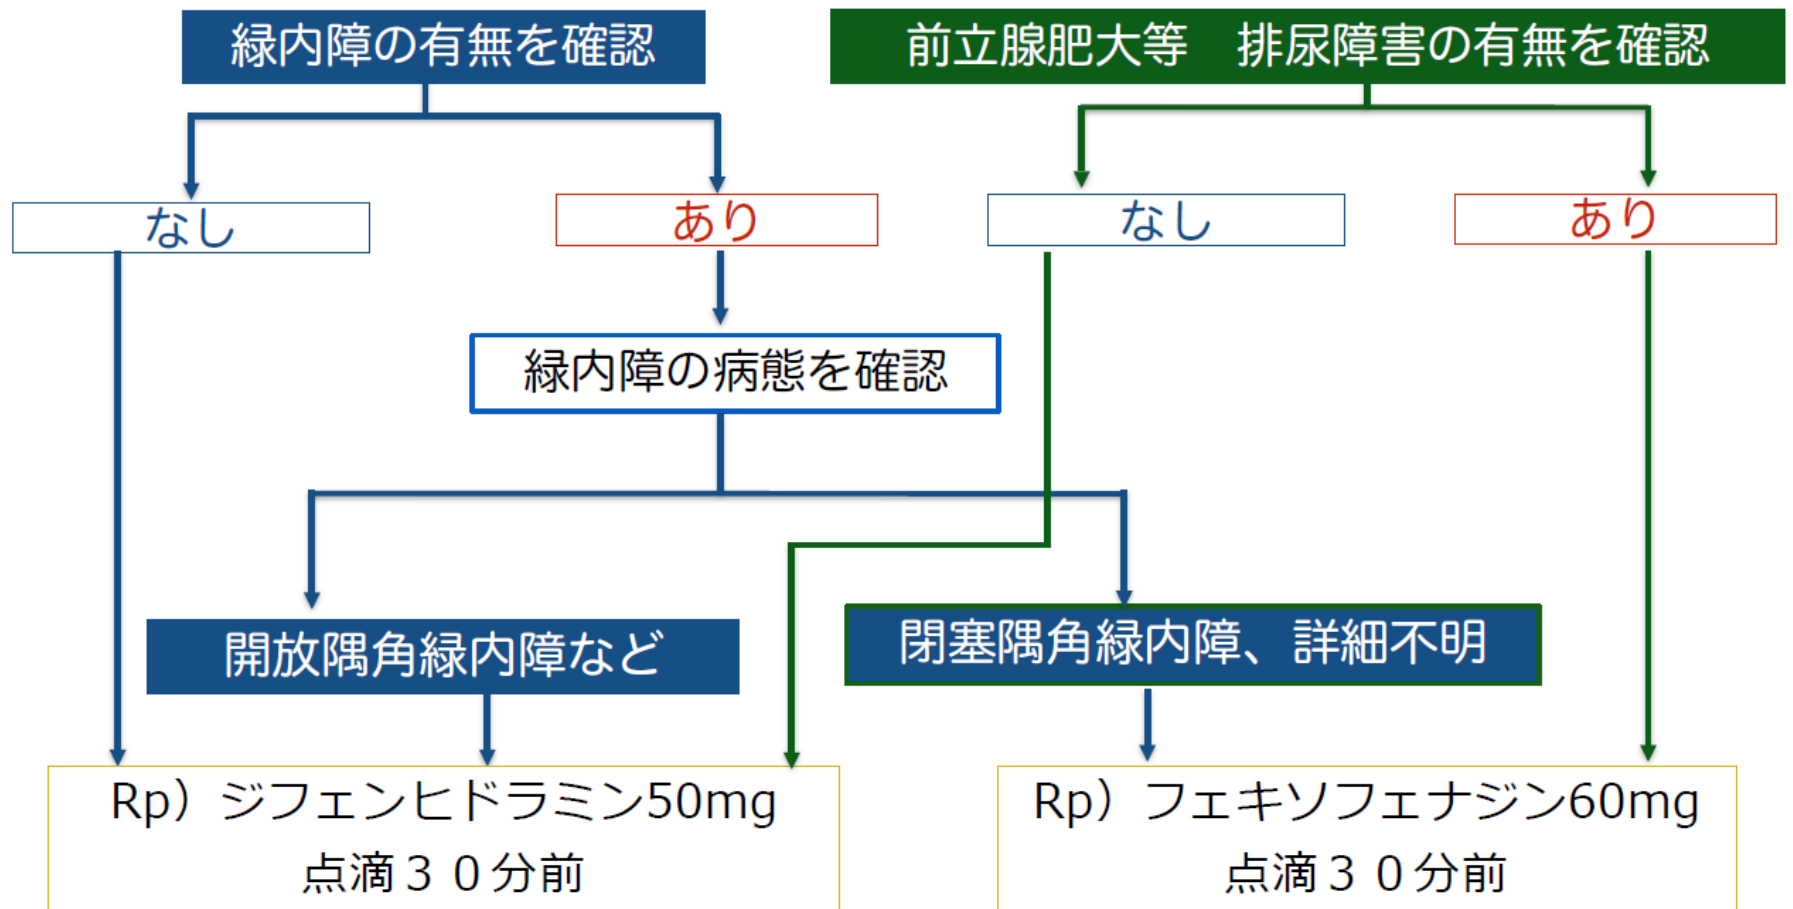 緑内障の有無を確認
前立腺肥大等　排尿障害の有無を確認
なし
あり
なし
あり
緑内障の病態を確認
開放隅角緑内障など
閉塞隅角緑内障、詳細不明
Rp）ジフェンヒドラミン50mg
点滴３０分前
Rp）フェキソフェナジン60mg
点滴３０分前